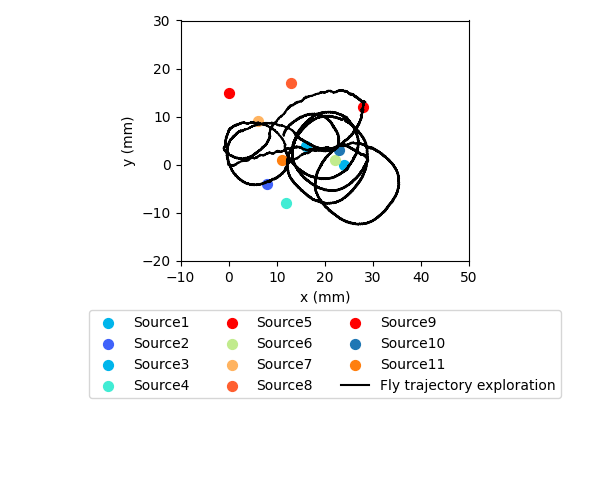 30
20
10
0
−10
−20
y (mm)
−10 0 10 20 30 40 50
x (mm)
Source1 Source5 Source9
Source2 Source6 Source10
Source3 Source7 Source11
Source4 Source8 Fly trajectory exploration